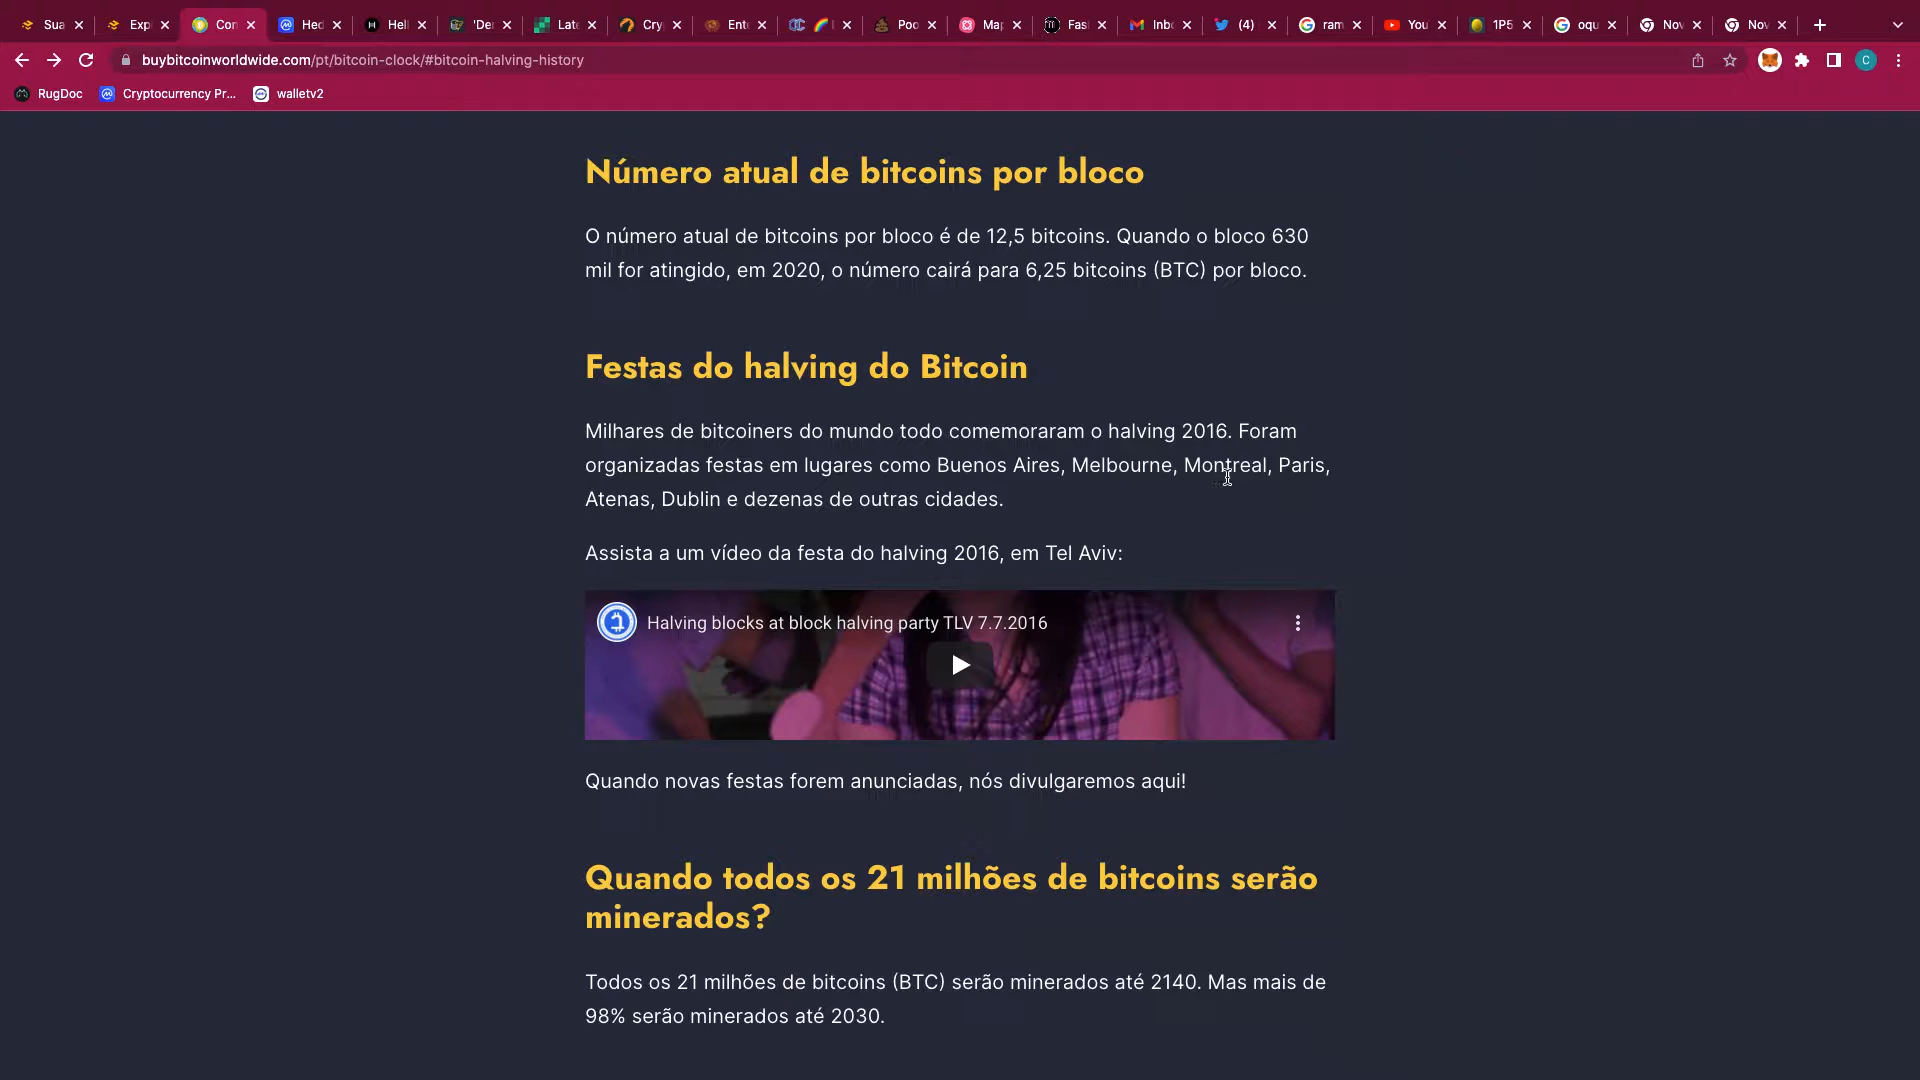 Sua
Exp
Con
Hed
Hell
'De
Late
Cry
Ente
Poo
Map
Fas
Inbo
(4)
ram
You
1P5
oqu
Nov
Nov
buybitcoinworldwide.com/pt/bitcoin-clock/#bitcoin-halving-history
C
RugDoc
Cryptocurrency Pr...
walletv2
Número atual de bitcoins por bloco
O número atual de bitcoins por bloco é de 12,5 bitcoins. Quando o bloco 630
mil for atingido, em 2020, o número cairá para 6,25 bitcoins (BTC) por bloco.
Festas do halving do Bitcoin
Milhares de bitcoiners do mundo todo comemoraram o halving 2016. Foram
organizadas festas em lugares como Buenos Aires, Melbourne, Montreal, Paris,
Atenas, Dublin e dezenas de outras cidades.
Assista a um vídeo da festa do halving 2016, em Tel Aviv:
Halving blocks at block halving party TLV 7.7.2016
Quando novas festas forem anunciadas, nós divulgaremos aqui!
Quando todos os 21 milhões de bitcoins serão
minerados?
Todos os 21 milhões de bitcoins (BTC) serão minerados até 2140. Mas mais de
98% serão minerados até 2030.